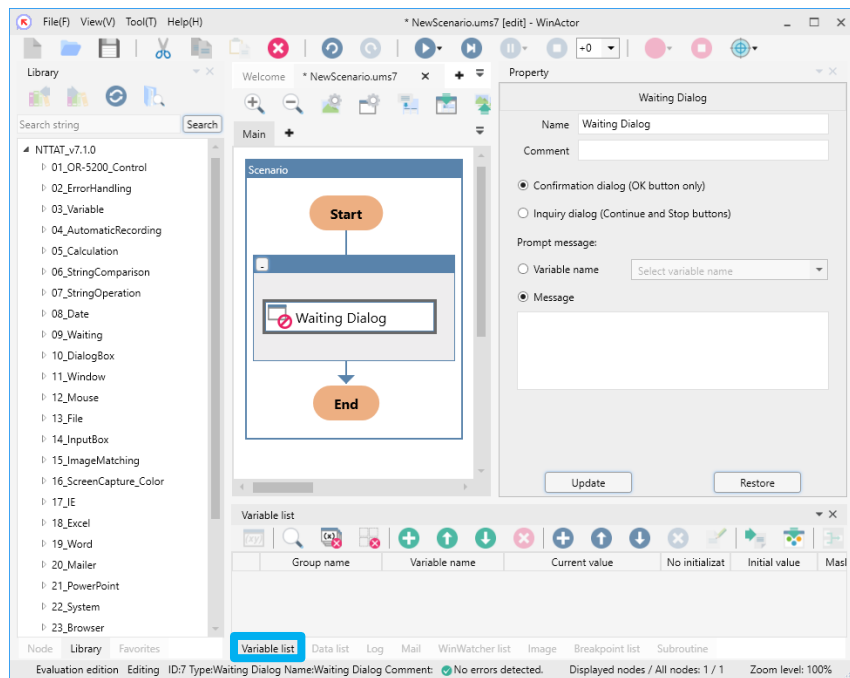 File(F) View(V) Tool(T) Help(H) * NewScenario.ums7 [edit] - WinActor
+0
Library
Search string Search
NTTAT_v7.1.0
01_OR-5200_Control
02_ErrorHandling
03_Variable
04_AutomaticRecording
05_Calculation
06_StringComparison
07_StringOperation
08_Date
09_Waiting
10_DialogBox
11_Window
12_Mouse
13_File
14_InputBox
15_ImageMatching
16_ScreenCapture_Color
17_IE
18_Excel
19_Word
20_Mailer
21_PowerPoint
22_System
23_Browser
Node Library Favorites
Welcome * NewScenario.ums7 x
Main
Scenario
Start
Waiting Dialog
End
Property
Waiting Dialog
Name Waiting Dialog
Comment
Confirmation dialog (OK button only)
Inquiry dialog (Continue and Stop buttons)
Prompt message:
Variable name Select variable name
Message
Update Restore
Variable list
Group name Variable name Current value No initializat Initial value Masl
Variable list Data list Log Mail WinWatcher list Image Breakpoint list Subroutine
Evaluation edition Editing ID:7 Type:Waiting Dialog Name:Waiting Dialog Comment: No errors detected. Displayed nodes / All nodes: 1 / 1 Zoom level: 100%